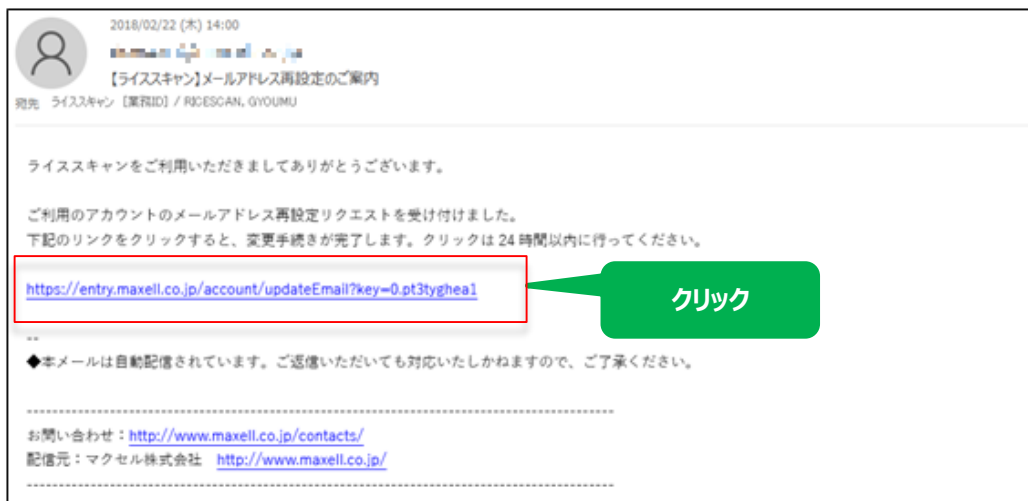 2018/02/22 (木) 14:00
【ライススキャン】メールアドレス再設定のご案内
宛先 ライススキャン [業務ID] / RICESCAN, GYOUMU
ライススキャンをご利用いただきましてありがとうございます。
ご利用のアカウントのメールアドレス再設定リクエストを受け付けました。
下記のリンクをクリックすると、変更手続きが完了します。クリックは 24 時間以内に行ってください。
https://entry.maxell.co.jp/account/updateEmail?key=0.pt3tyghea1
クリック
--
◆本メールは自動配信されています。ご返信いただいても対応いたしかねますので、ご了承ください。
--------------------------------------------------------------------------------------------
お問い合わせ：http://www.maxell.co.jp/contacts/
配信元：マクセル株式会社 http://www.maxell.co.jp/
--------------------------------------------------------------------------------------------